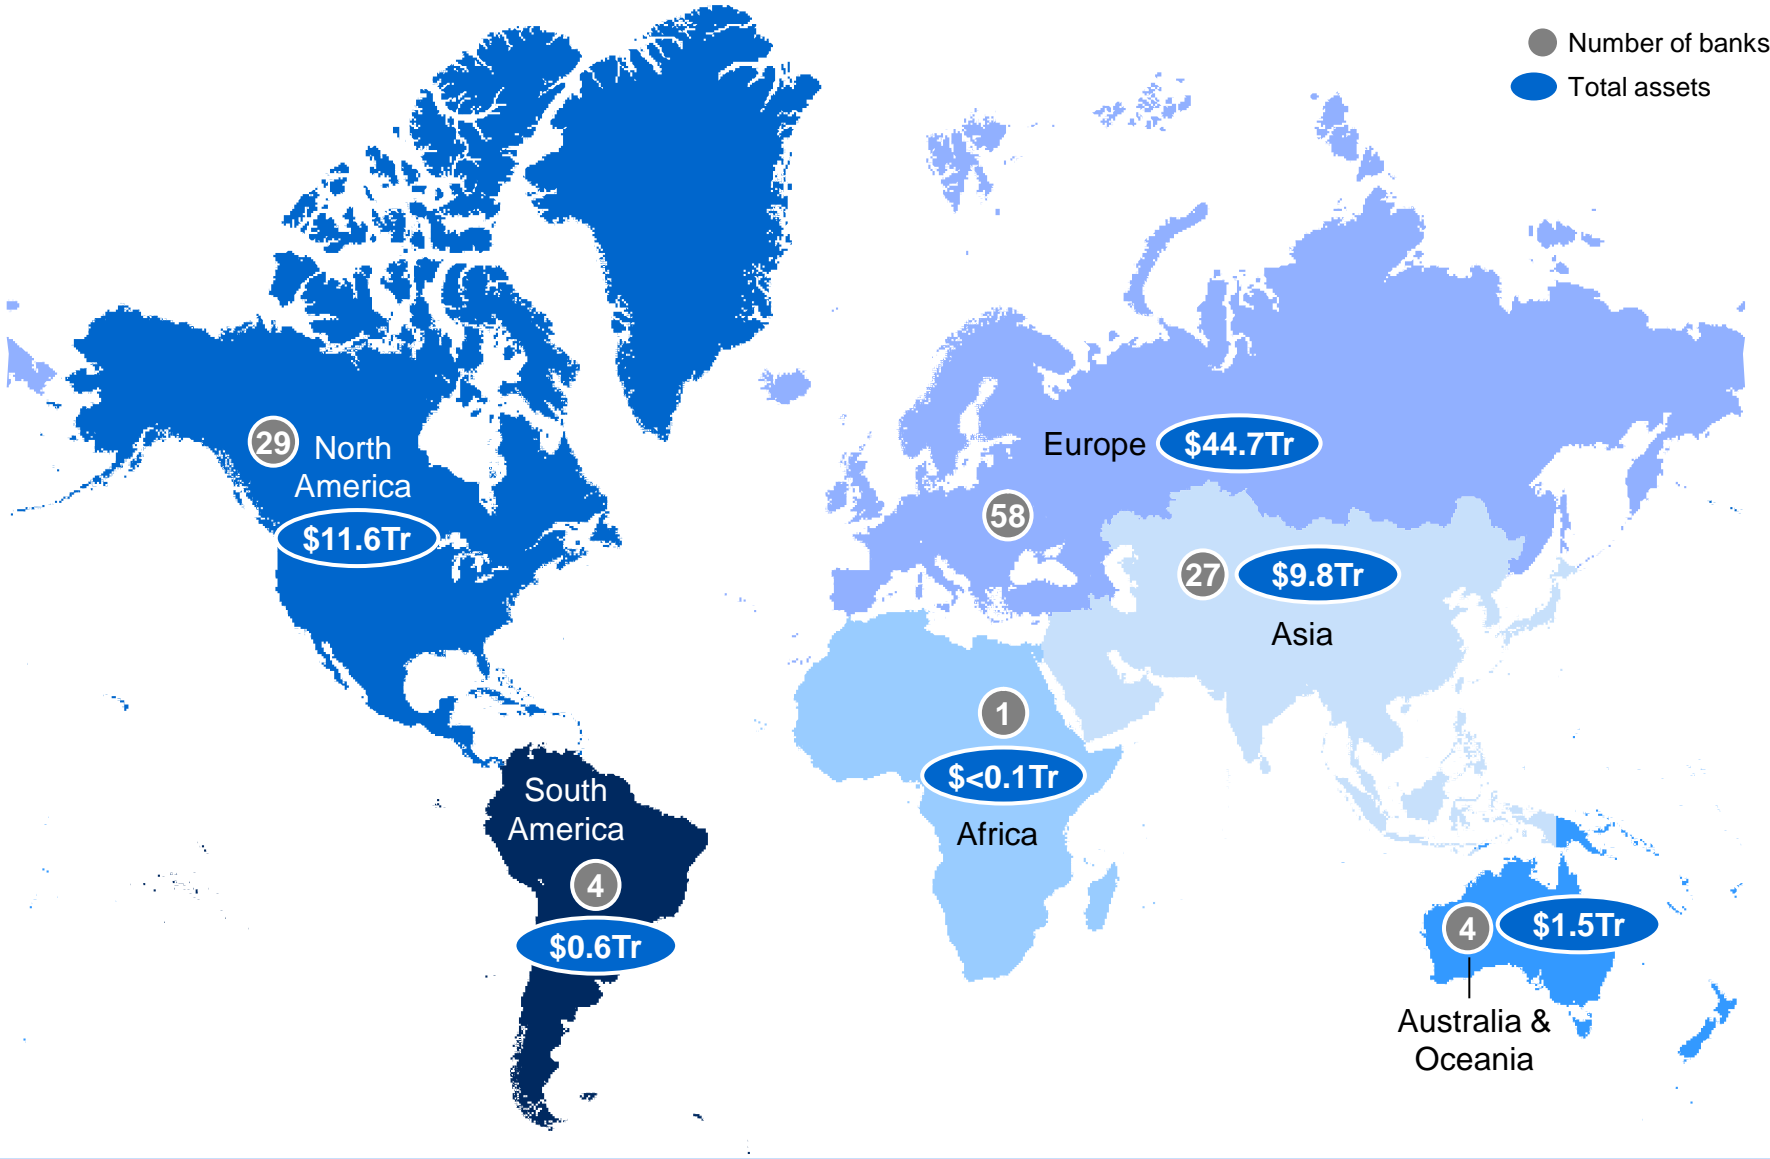 Number of banks
Total assets
29
North
America
$11.6Tr
Europe
$44.7Tr
58
27
$9.8Tr
Asia
1
$<0.1Tr
Africa
South
America
4
$0.6Tr
4
$1.5Tr
Australia &
Oceania